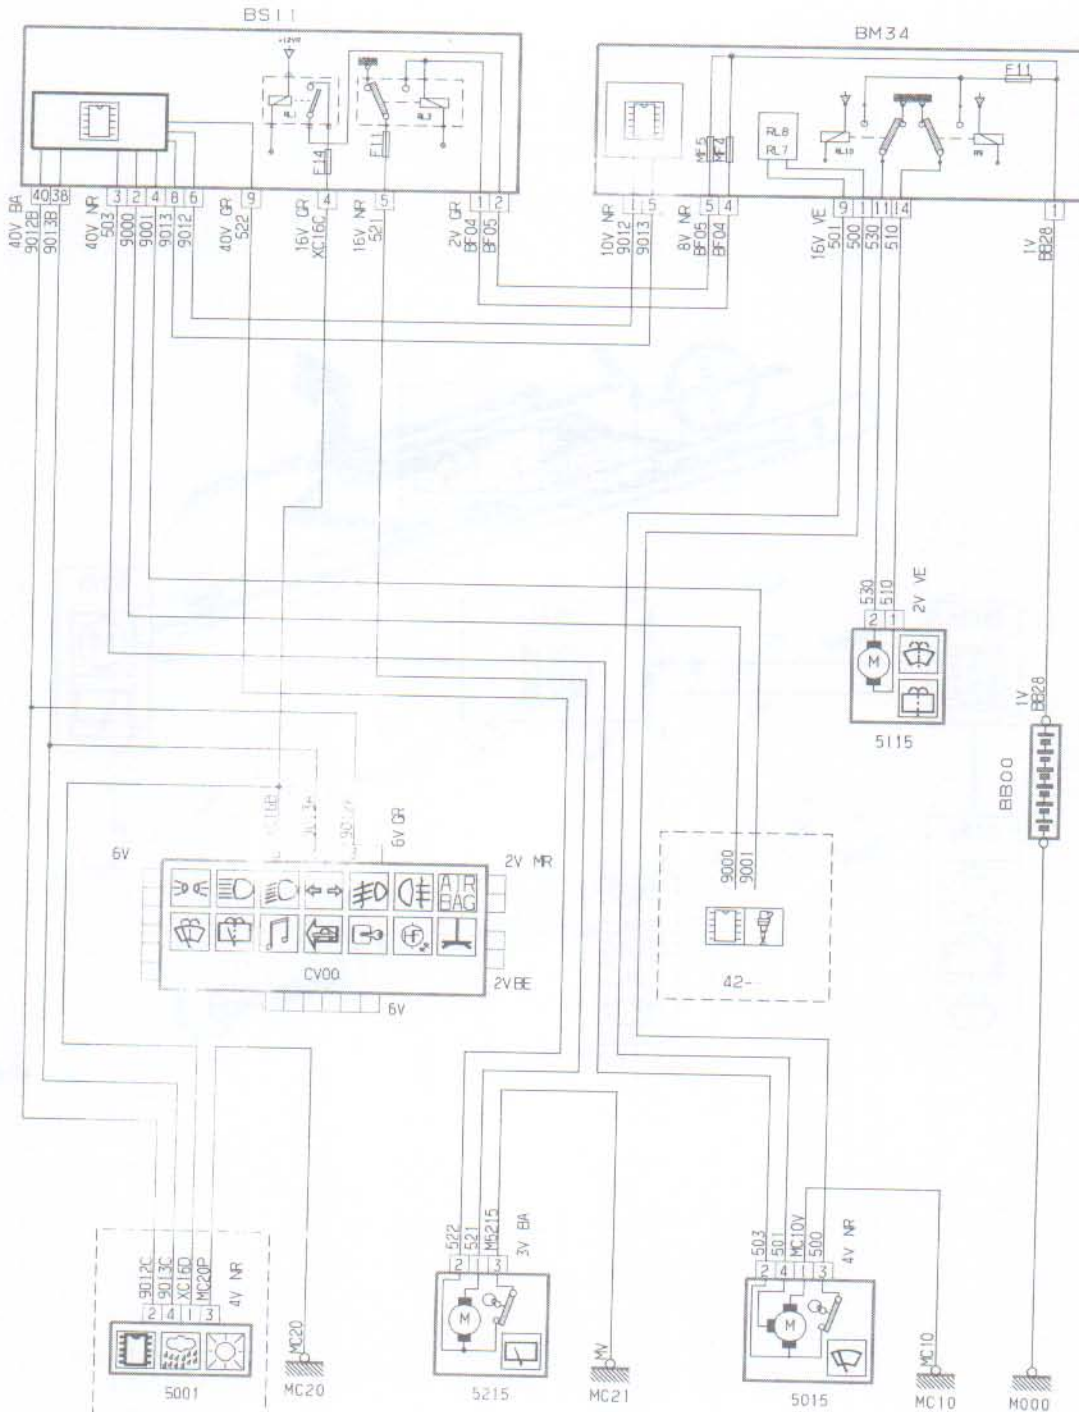 BSI1
BM34
+12VR
RL1
F14
F11
RL2
MF5
MF4
RL8
RL7
RL10
F11
40V BA
9012B
9013B
40
38
40V NR
503
9000
9001
9013
9012
3
2
4
8
6
40V GR
522
9
16V GR
XC16C
4
16V NR
521
5
2V GR
BF04
BF05
1
2
10V NR
9012
9013
1
5
8V NR
BF05
BF04
5
4
16V VE
501
500
530
510
9
1
11
14
1V
BB28
1
530
510
2V VE
2
1
M
5115
1V
BB28
BB00
6V
6V GR
2V MR
AIR
BAG
CV00
2V BE
6V
9000
9001
42--
9012C
9013C
XC16D
MC20P
4V NR
2
4
1
3
5001
MC20
MC20
522
521
M5215
3V BA
2
1
3
M
5215
MV
MC21
503
501
MC10V
500
4V NR
2
4
1
3
M
5015
MC10
MC10
M000